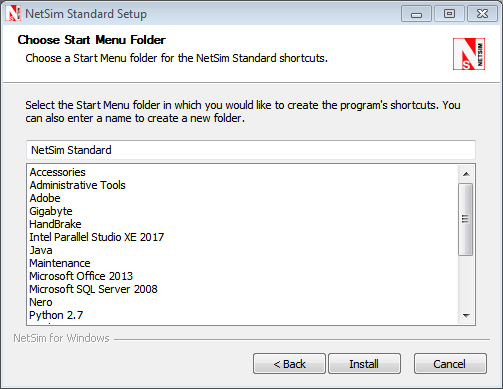 NetSim Standard Setup
Choose Start Menu Folder
Choose a Start Menu folder for the NetSim Standard shortcuts.
NETSIM
Select the Start Menu folder in which you would like to create the program's shortcuts. You
can also enter a name to create a new folder.
NetSim Standard
Accessories
Administrative Tools
Adobe
Gigabyte
HandBrake
Intel Parallel Studio XE 2017
Java
Maintenance
Microsoft Office 2013
Microsoft SQL Server 2008
Nero
Python 2.7
NetSim for Windows
< Back
Install
Cancel